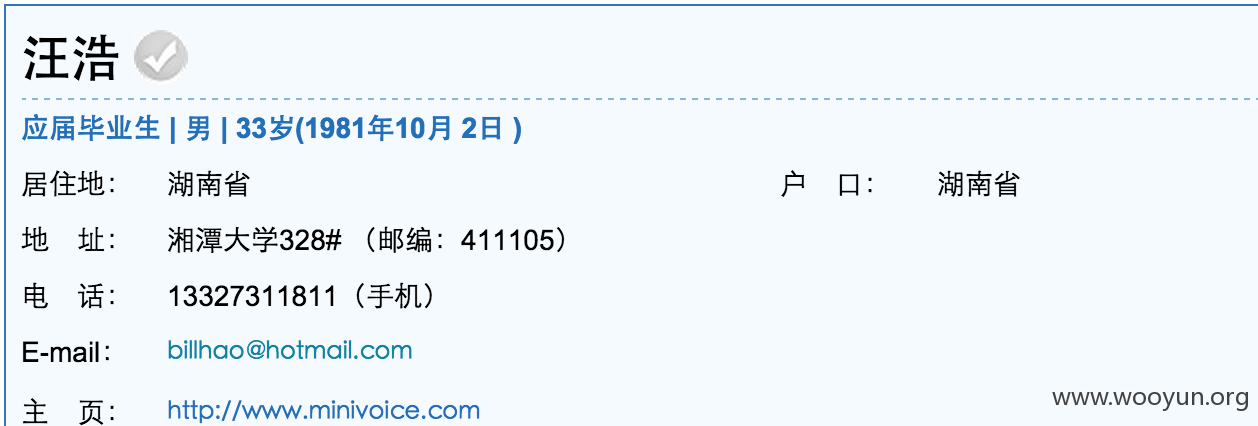 汪浩
应届毕业生 | 男 | 33岁(1981年10月 2日 )
居住地： 湖南省 户 口： 湖南省
地 址： 湘潭大学328# （邮编：411105）
电 话： 13327311811（手机）
E-mail： billhao@hotmail.com
主 页： http://www.minivoice.com
www.wooyun.org